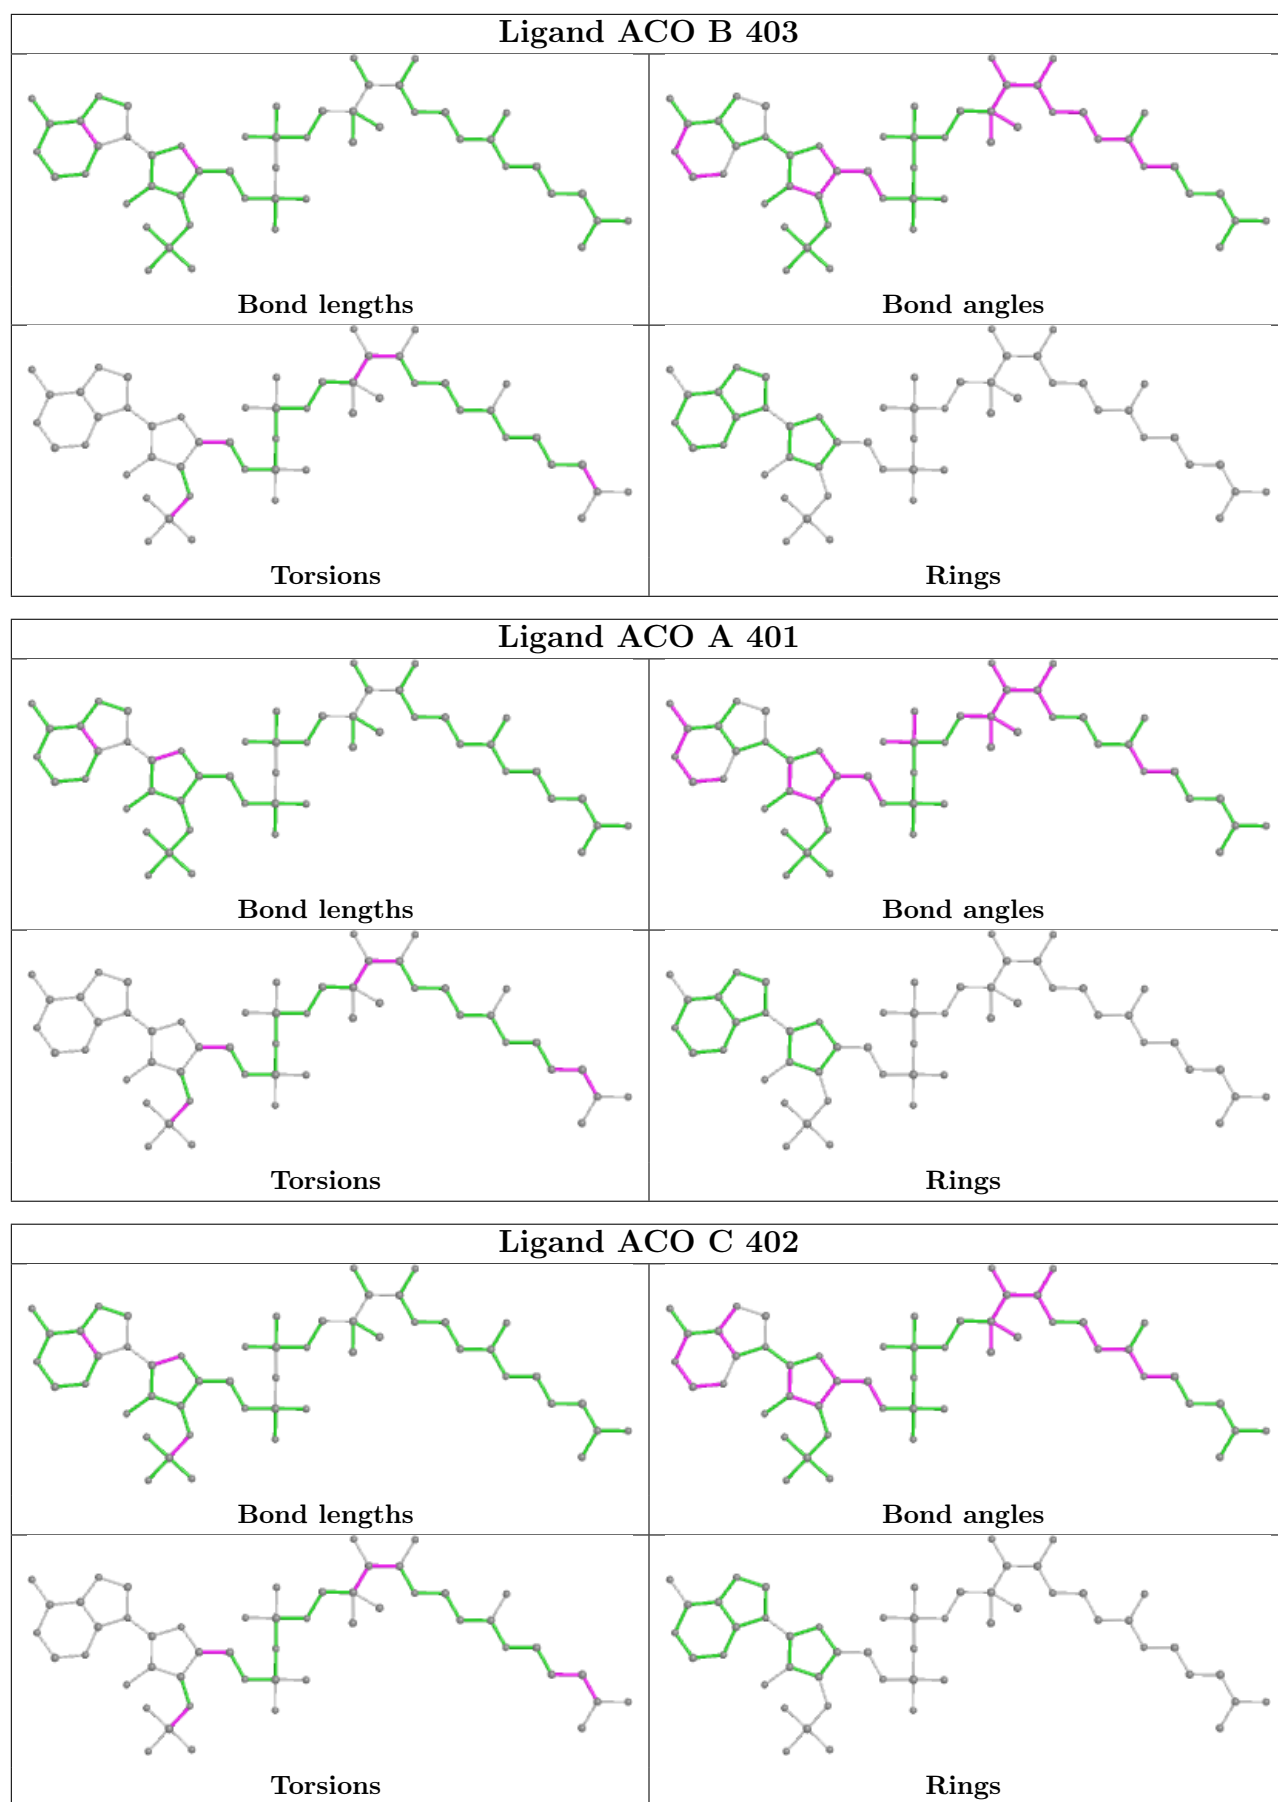 Ligand ACO B 403
Bond lengths
Bond angles
Torsions
Rings
Ligand ACO A 401
Bond lengths
Bond angles
Torsions
Rings
Ligand ACO C 402
Bond lengths
Bond angles
Torsions
Rings